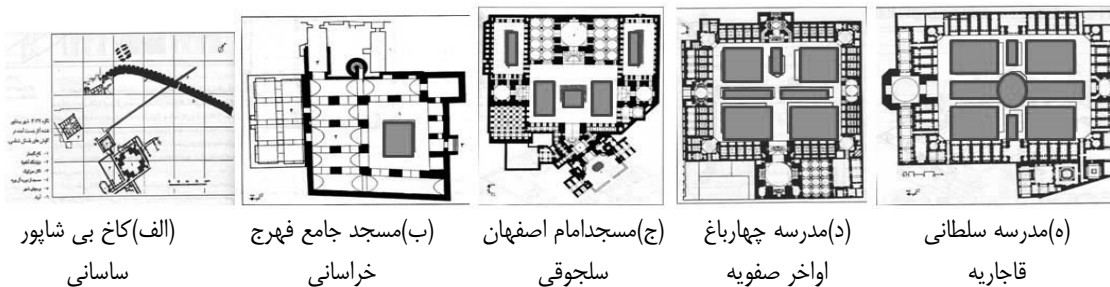 (ه)مدرسه سلطانی
قاجاریه
(د)مدرسه چهارباغ
اواخر صفویه
(ج)مسجدامام اصفهان
سلجوقی
(ب)مسجد جامع فهرج
خراسانی
(الف)کاخ بی شاپور
ساسانی